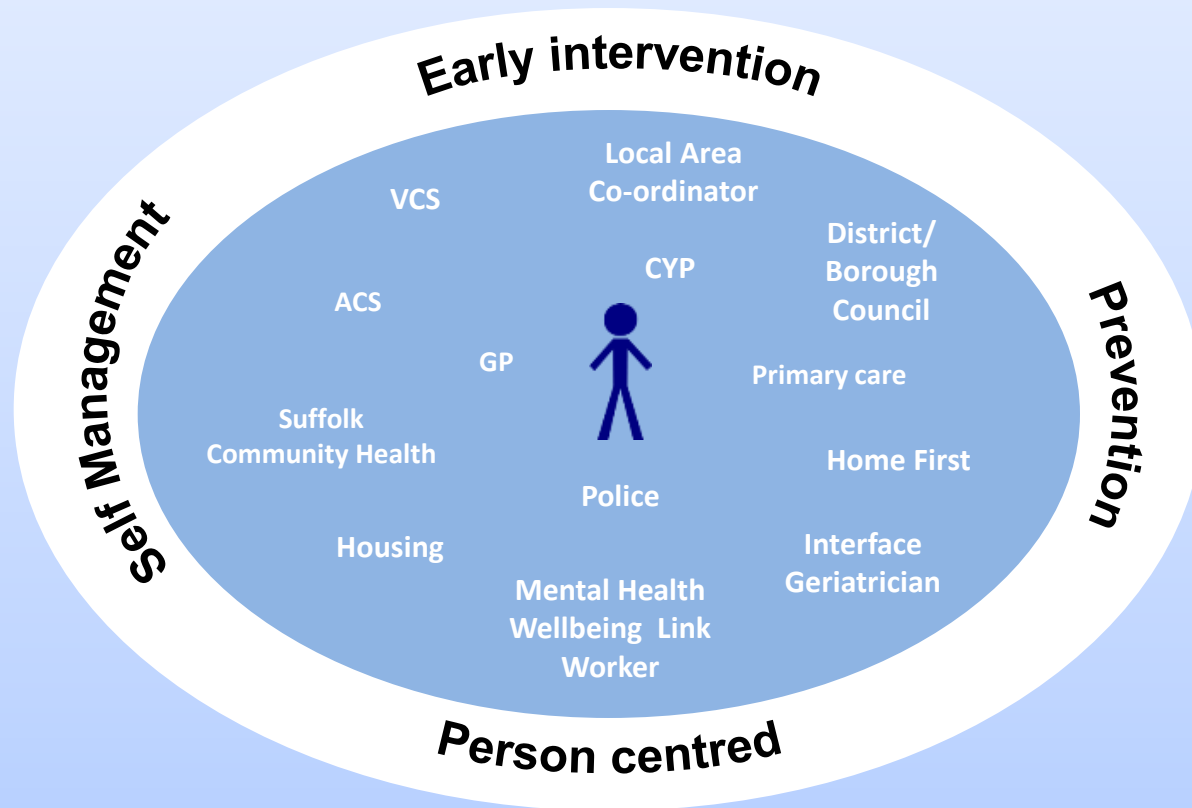 Early intervention
Local Area
Co-ordinator
VCS
District/
Borough
Council
CYP
ACS
GP
Primary care
Suffolk
Community Health
Home First
Police
Housing
Interface
Geriatrician
Mental Health
Wellbeing Link
Worker
Self Management
Prevention
Person centred